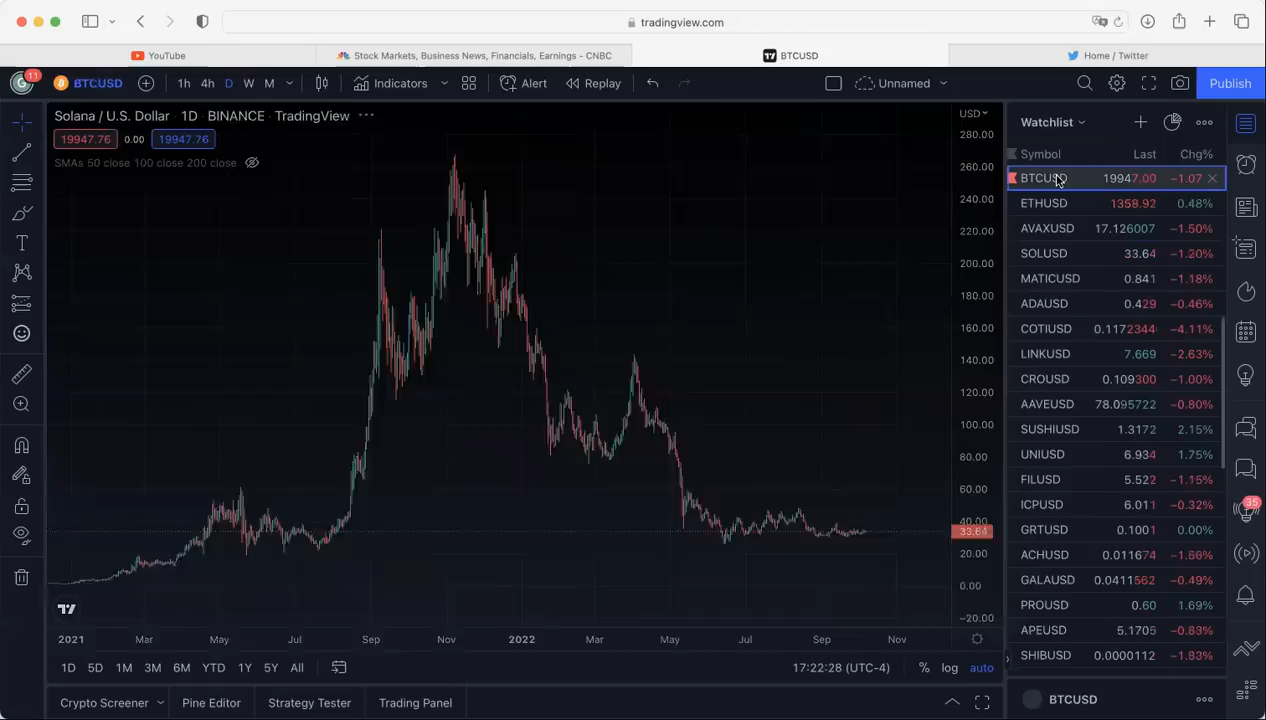 tradingview.com
YouTube
Stock Markets, Business News, Financials, Earnings - CNBC
BTCUSD
Home / Twitter
G 11
BTCUSD
1h 4h D W M
Indicators
Alert
Replay
Unnamed
Publish
Solana / U.S. Dollar · 1D · BINANCE · TradingView ···
19947.76 0.00 19947.76
SMAs 50 close 100 close 200 close
USD
280.00
260.00
240.00
220.00
200.00
180.00
160.00
140.00
120.00
100.00
80.00
60.00
40.00
33.64
20.00
0.00
−20.00
2021 Mar May Jul Sep Nov 2022 Mar May Jul Sep Nov
1D 5D 1M 3M 6M YTD 1Y 5Y All
17:22:28 (UTC-4) % log auto
Crypto Screener Pine Editor Strategy Tester Trading Panel
Watchlist
Symbol Last Chg%
BTCUSD 19947.00 −1.07
ETHUSD 1359.92 0.48%
AVAXUSD 17.126007 −1.50%
SOLUSD 33.64 −1.20%
MATICUSD 0.841 −1.18%
ADAUSD 0.429 −0.46%
COTIUSD 0.1172344 −4.11%
LINKUSD 7.669 −2.63%
CROUSD 0.109300 −1.00%
AAVEUSD 78.095722 −0.80%
SUSHIUSD 1.3172 2.15%
UNIUSD 6.934 1.75%
FILUSD 5.522 −1.15%
ICPUSD 6.011 −0.32%
GRTUSD 0.1001 0.00%
ACHUSD 0.011674
GALAUSD 0.0411562 −0.49%
PROUSD 0.60 1.69%
APEUSD 5.1705 −0.83%
SHIBUSD 0.0000112 −1.83%
BTCUSD
35